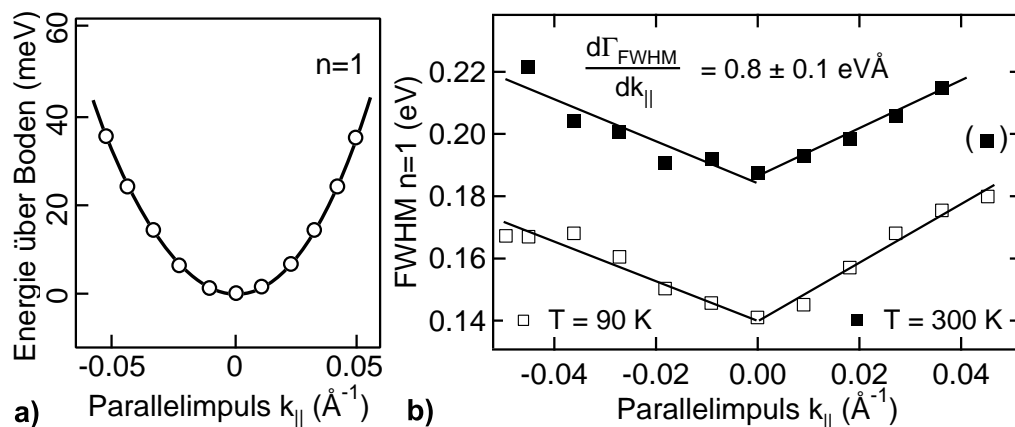 60
40
20
0
Energie über Boden (meV)
n=1
-0.05
0
0.05
Parallelimpuls k|| (Å-1)
a)
0.22
0.20
0.18
0.16
0.14
FWHM n=1 (eV)
dΓFWHM
dk||
= 0.8 ± 0.1 eVÅ
( )
T = 90 K
T = 300 K
-0.04
-0.02
0.00
0.02
0.04
Parallelimpuls k|| (Å-1)
b)